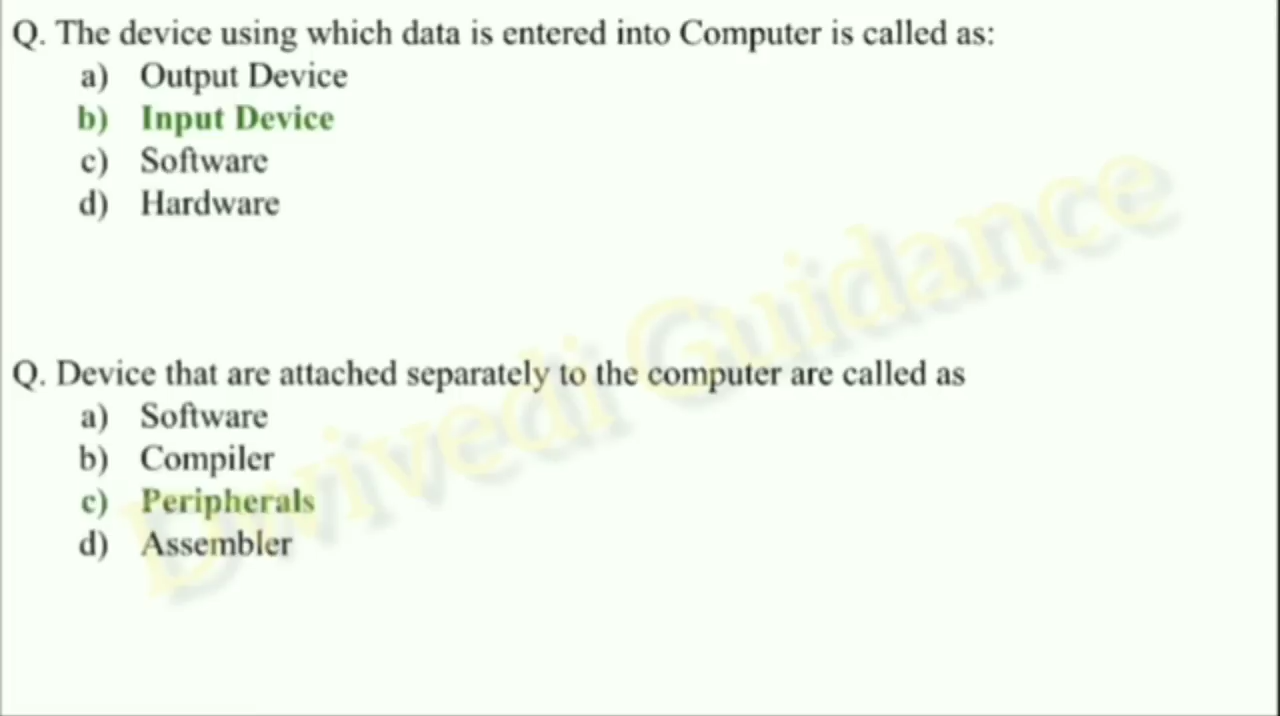 Q. The device using which data is entered into Computer is called as:
a) Output Device
b) Input Device
c) Software
d) Hardware
Q. Device that are attached separately to the computer are called as
a) Software
b) Compiler
c) Peripherals
d) Assembler
Dwivedi Guidance